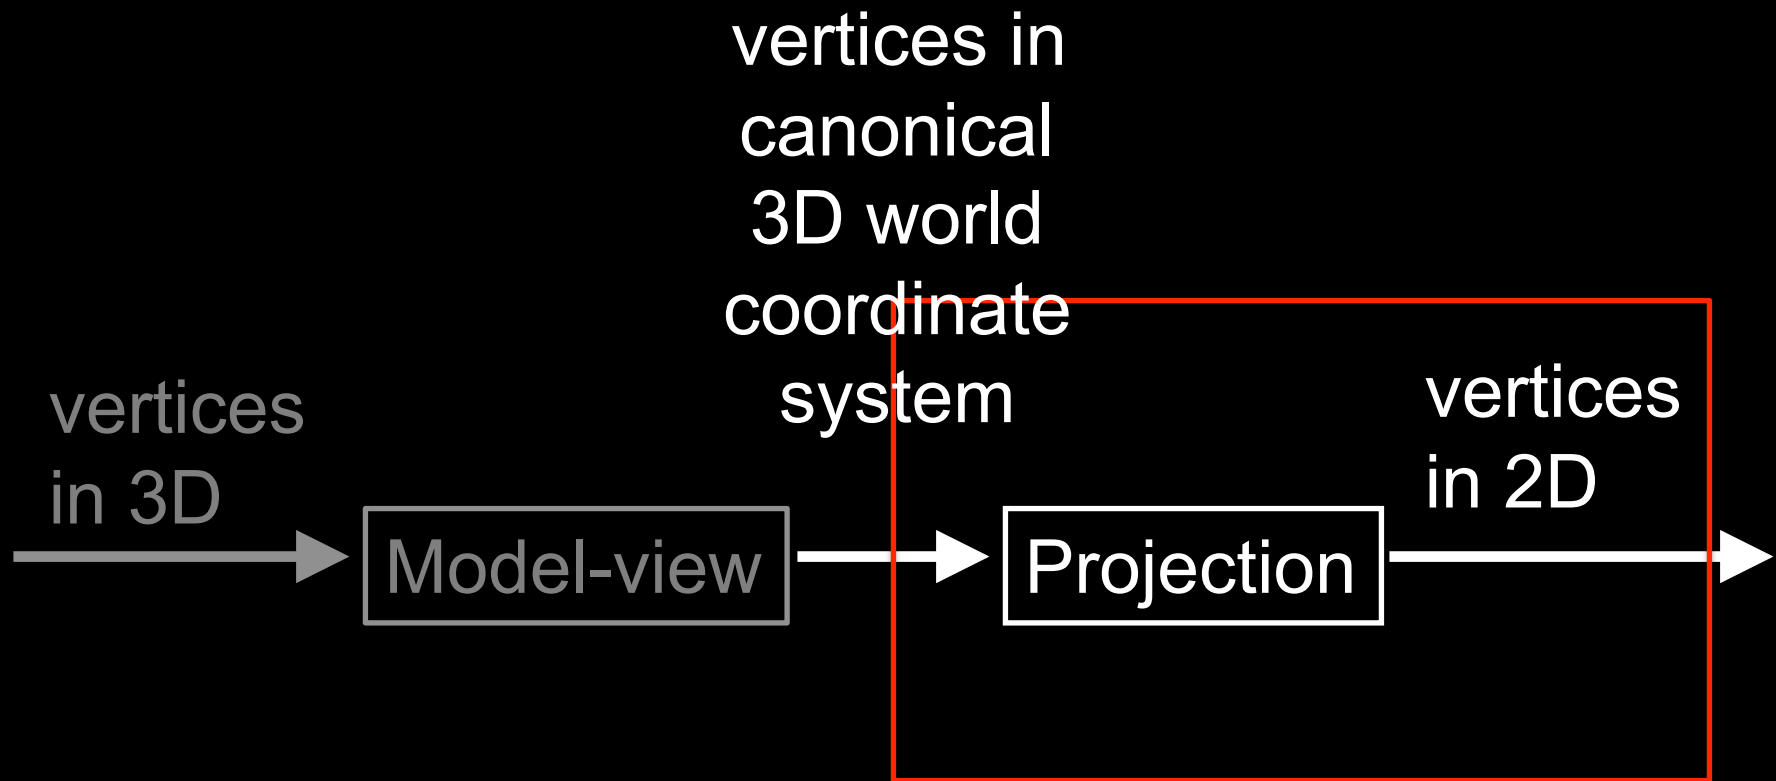 vertices in
canonical
3D world
coordinate
system
vertices
in 3D
Model-view
Projection
vertices
in 2D